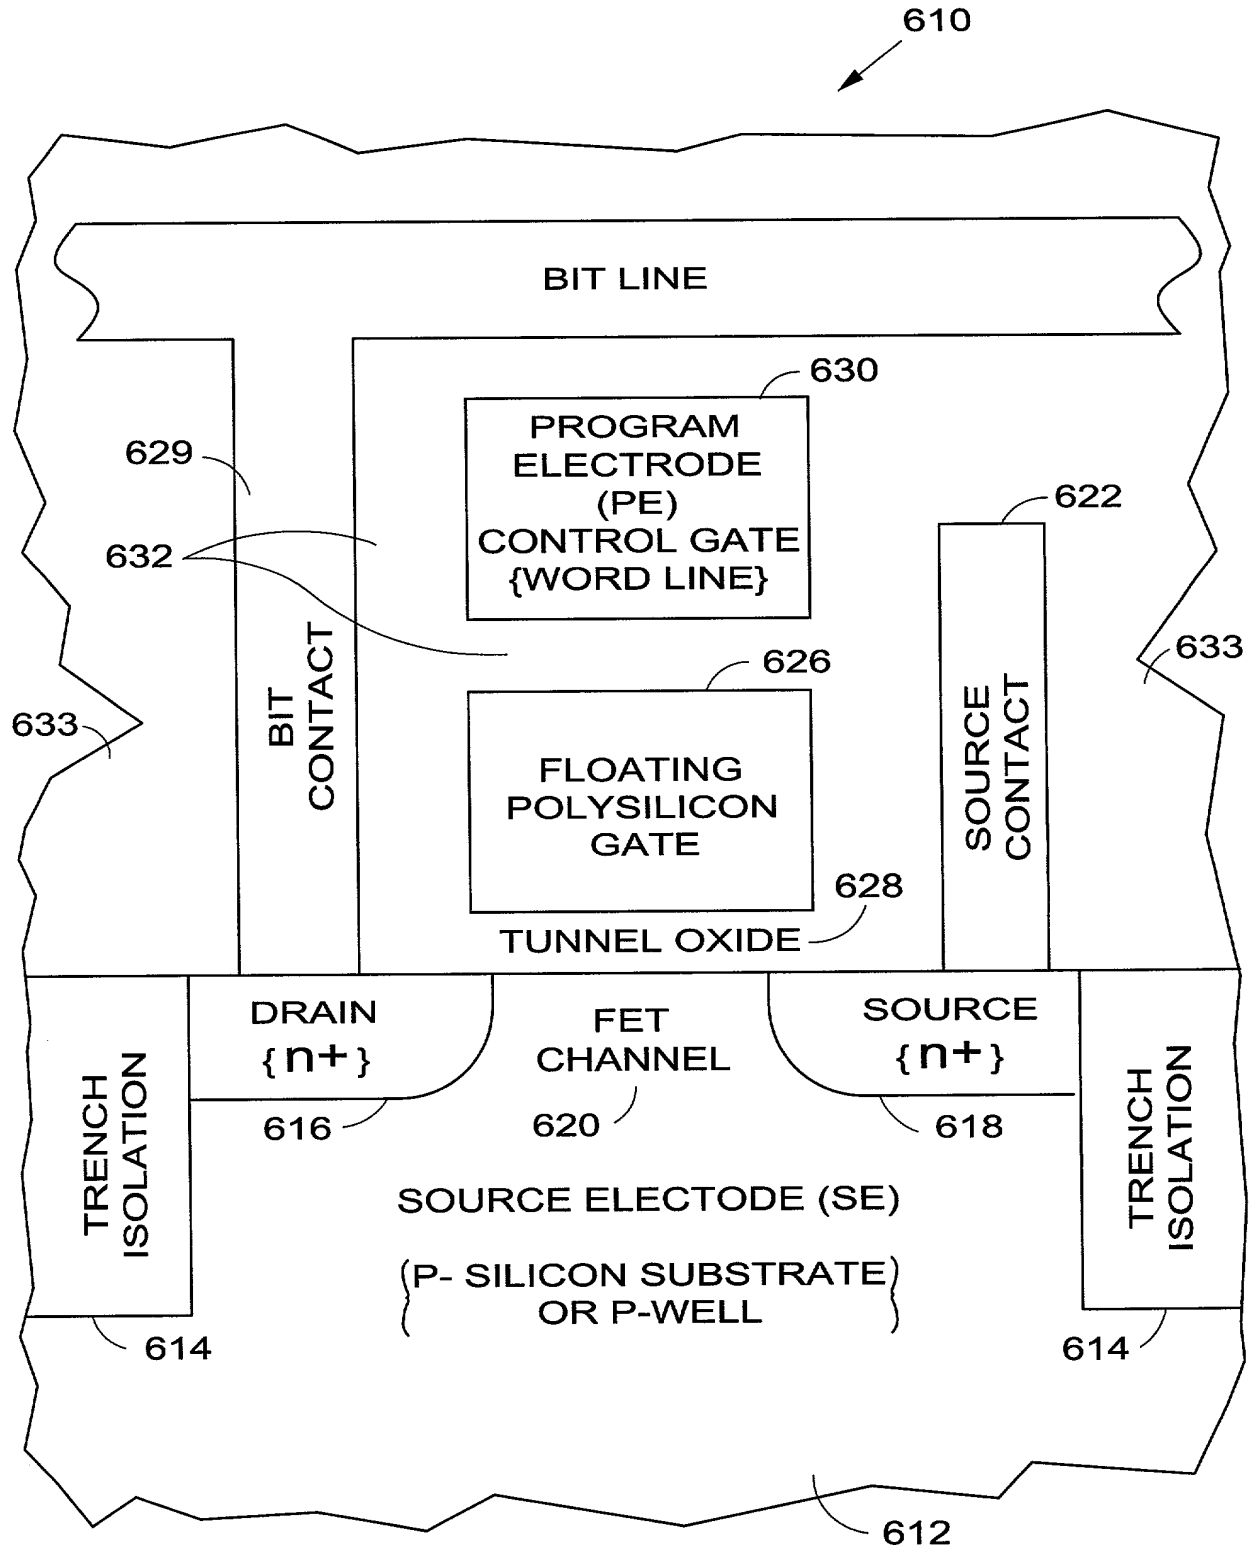 610
BIT LINE
630
PROGRAM
ELECTRODE
(PE)
CONTROL GATE
{WORD LINE}
629
622
632
626
633
633
BIT
CONTACT
SOURCE
CONTACT
FLOATING
POLYSILICON
GATE
628
TUNNEL OXIDE
DRAIN
{n+}
FET
CHANNEL
SOURCE
{n+}
616
620
618
TRENCH
ISOLATION
TRENCH
ISOLATION
SOURCE ELECTODE (SE)
(P- SILICON SUBSTRATE)
OR P-WELL
614
614
612